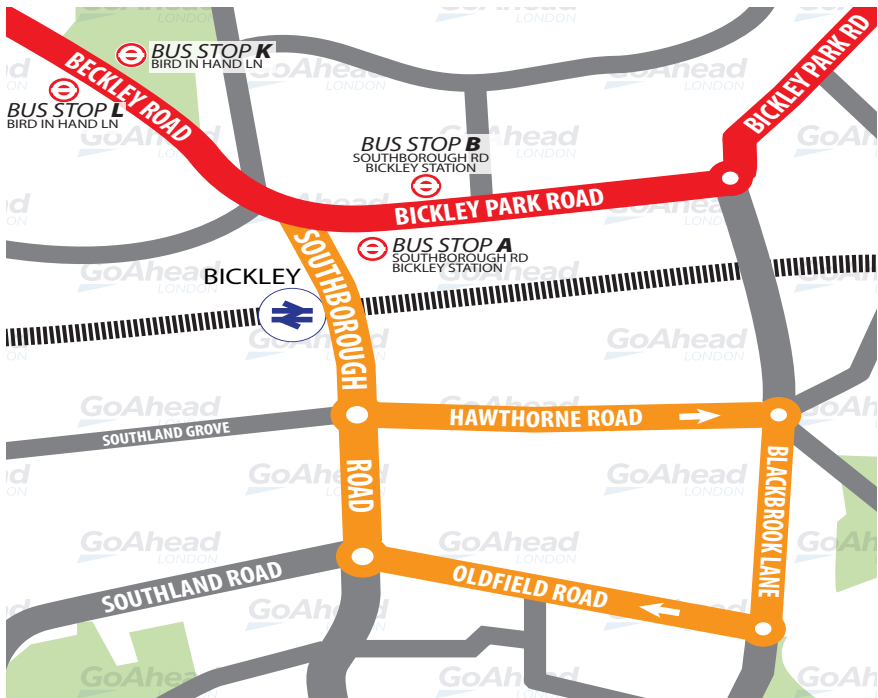 BUS STOP K
BIRD IN HAND LN
BECKLEY ROAD
BUS STOP L
BIRD IN HAND LN
BICKLEY PARK RD
BUS STOP B
SOUTHBOROUGH RD
BICKLEY STATION
BICKLEY PARK ROAD
BUS STOP A
SOUTHBOROUGH RD
BICKLEY STATION
BICKLEY
SOUTHBOROUGH
ROAD
HAWTHORNE ROAD
SOUTHLAND GROVE
BLACKBROOK LANE
SOUTHLAND ROAD
OLDFIELD ROAD
GoAhead
LONDON